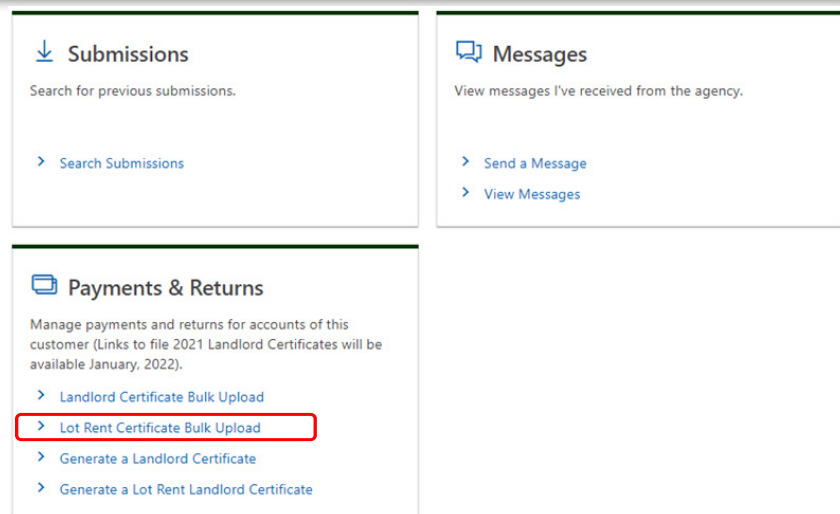 Submissions
Search for previous submissions.
Search Submissions
Messages
View messages I've received from the agency.
Send a Message
View Messages
Payments & Returns
Manage payments and returns for accounts of this
customer (Links to file 2021 Landlord Certificates will be
available January, 2022).
Landlord Certificate Bulk Upload
Lot Rent Certificate Bulk Upload
Generate a Landlord Certificate
Generate a Lot Rent Landlord Certificate